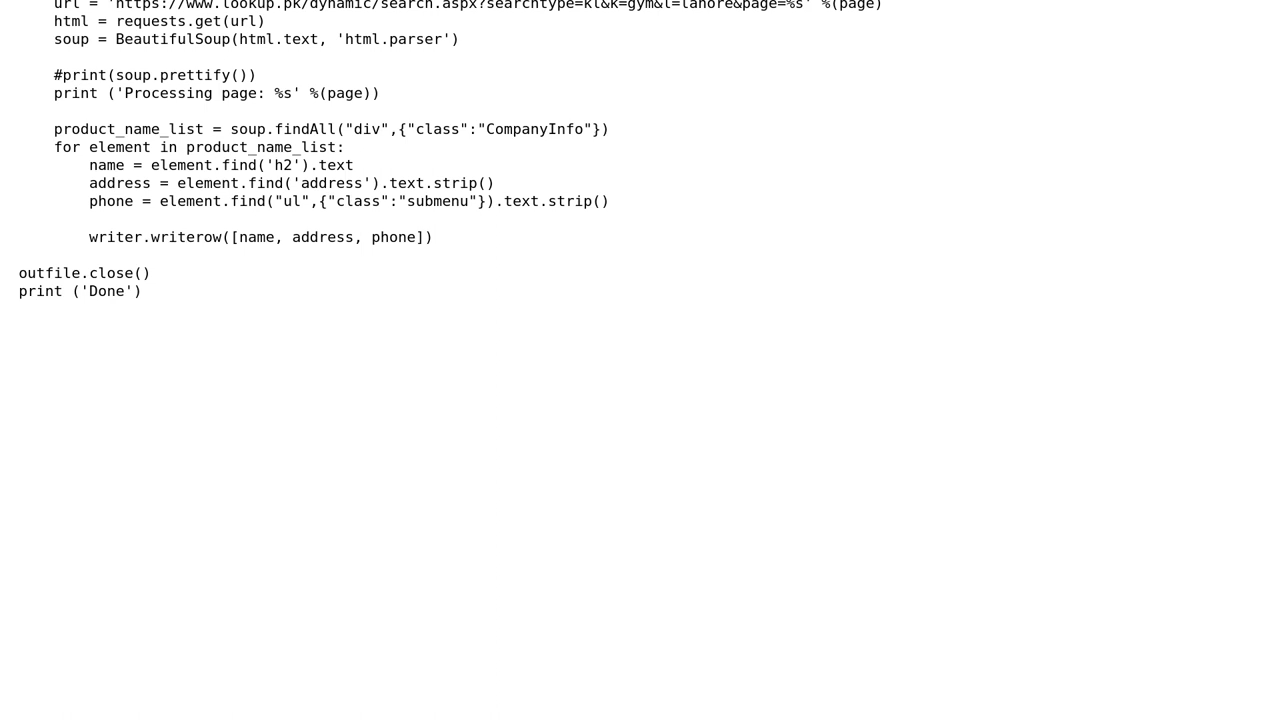 url = 'https://www.lookup.pk/dynamic/search.aspx?searchtype=kl&k=gym&l=lahore&page=%s' %(page)
html = requests.get(url)
soup = BeautifulSoup(html.text, 'html.parser')
#print(soup.prettify())
print ('Processing page: %s' %(page))
product_name_list = soup.findAll("div",{"class":"CompanyInfo"})
for element in product_name_list:
name = element.find('h2').text
address = element.find('address').text.strip()
phone = element.find("ul",{"class":"submenu"}).text.strip()
writer.writerow([name, address, phone])
outfile.close()
print ('Done')